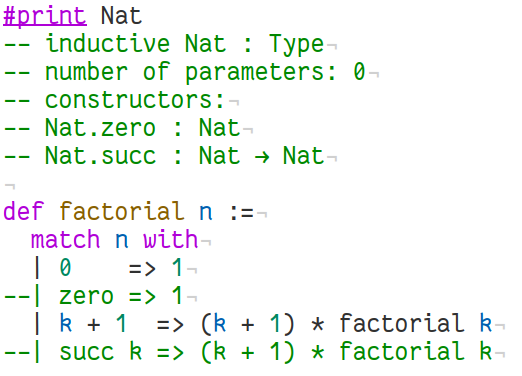 #print Nat
-- inductive Nat : Type¬
-- number of parameters: 0¬
-- constructors:¬
-- Nat.zero : Nat¬
-- Nat.succ : Nat → Nat¬
¬
def factorial n :=¬
  match n with¬
  | 0    => 1¬
--| zero => 1¬
  | k + 1  => (k + 1) * factorial k¬
--| succ k => (k + 1) * factorial k¬